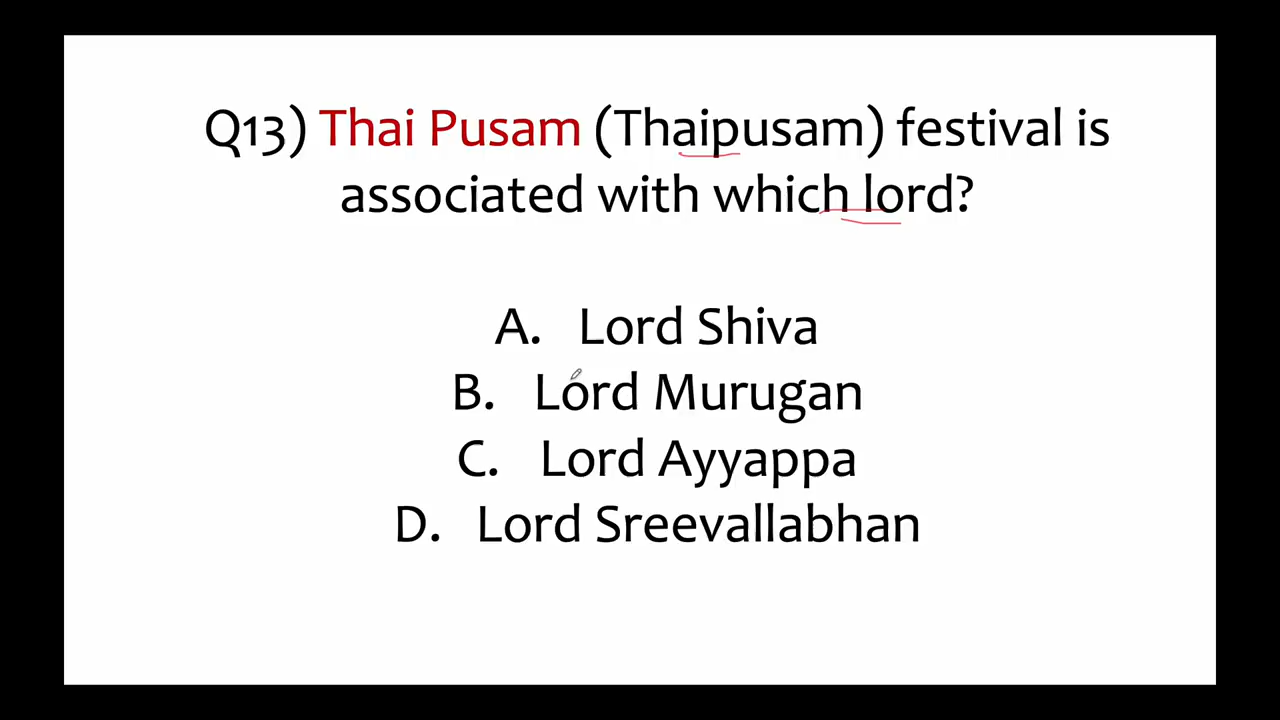 Q13) Thai Pusam (Thaipusam) festival is
associated with which lord?
A. Lord Shiva
B. Lord Murugan
C. Lord Ayyappa
D. Lord Sreevallabhan